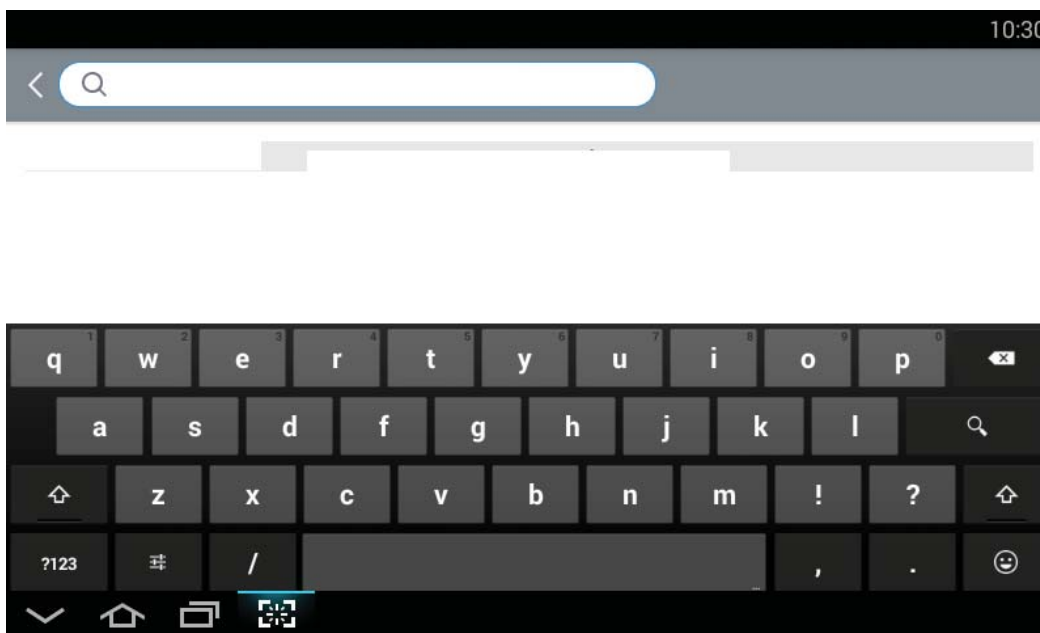 10:30
1 2 3 4 5 6 7 8 9 0
q w e r t y u i o p
a s d f g h j k l
z x c v b n m ! ?
?123 / , .